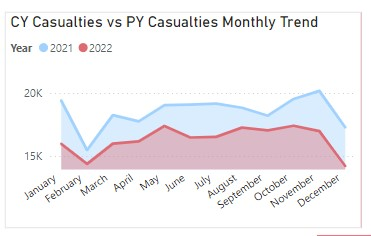 CY Casualties vs PY Casualties Monthly Trend
Year 2021 2022
20K
15K
January February March April May June July August September October November December